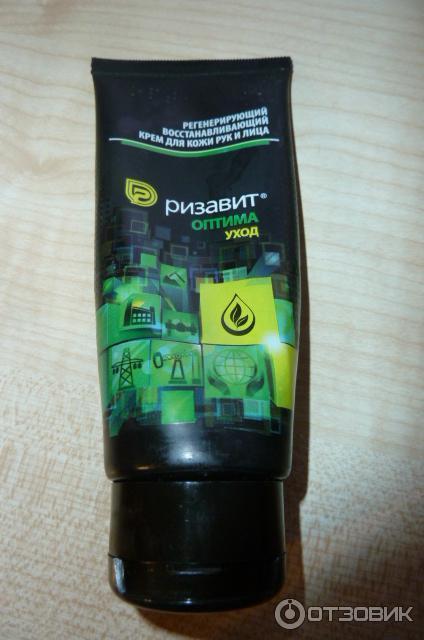 РЕГЕНЕРИРУЮЩИЙ
ВОССТАНАВЛИВАЮЩИЙ
КРЕМ ДЛЯ КОЖИ РУК И ЛИЦА
РИЗАВИТ®
ОПТИМА
УХОД
ОТЗОВИК